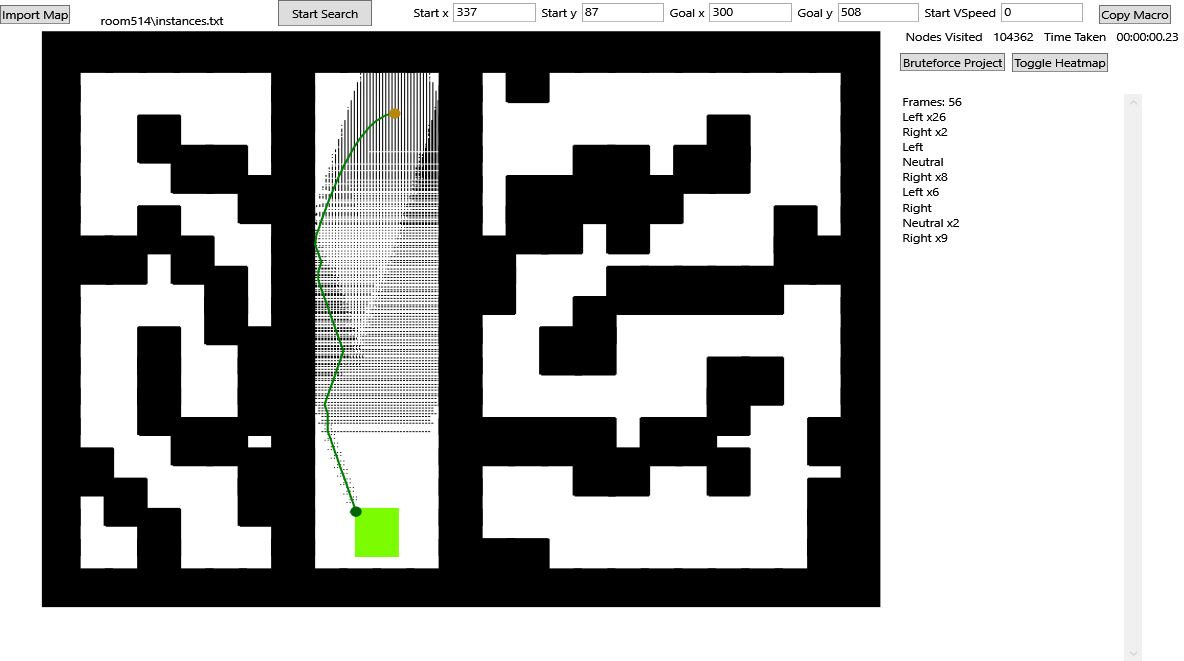 Import Map room514\instances.txt Start Search Start x 337 Start y 87 Goal x 300 Goal y 508 Start VSpeed 0 Copy Macro
Nodes Visited 104362 Time Taken 00:00:00.23
Bruteforce Project Toggle Heatmap
Frames: 56
Left x26
Right x2
Left
Neutral
Right x8
Left x6
Right
Neutral x2
Right x9